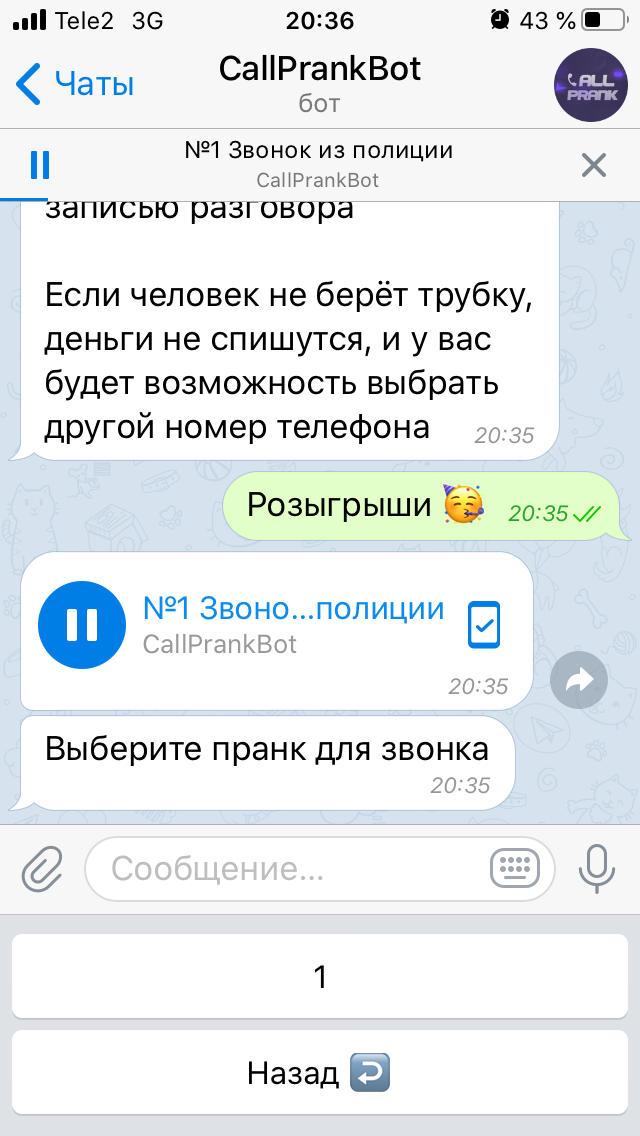 Tele2 3G 20:36 43 %
Чаты
CallPrankBot
бот
CALL
PRANK
№1 Звонок из полиции
CallPrankBot
записью разговора
Если человек не берёт трубку,
деньги не спишутся, и у вас
будет возможность выбрать
другой номер телефона 20:35
Розыгрыши 🥳 20:35
№1 Звоно...полиции
CallPrankBot
20:35
Выберите пранк для звонка
20:35
Сообщение...
1
Назад ↩️